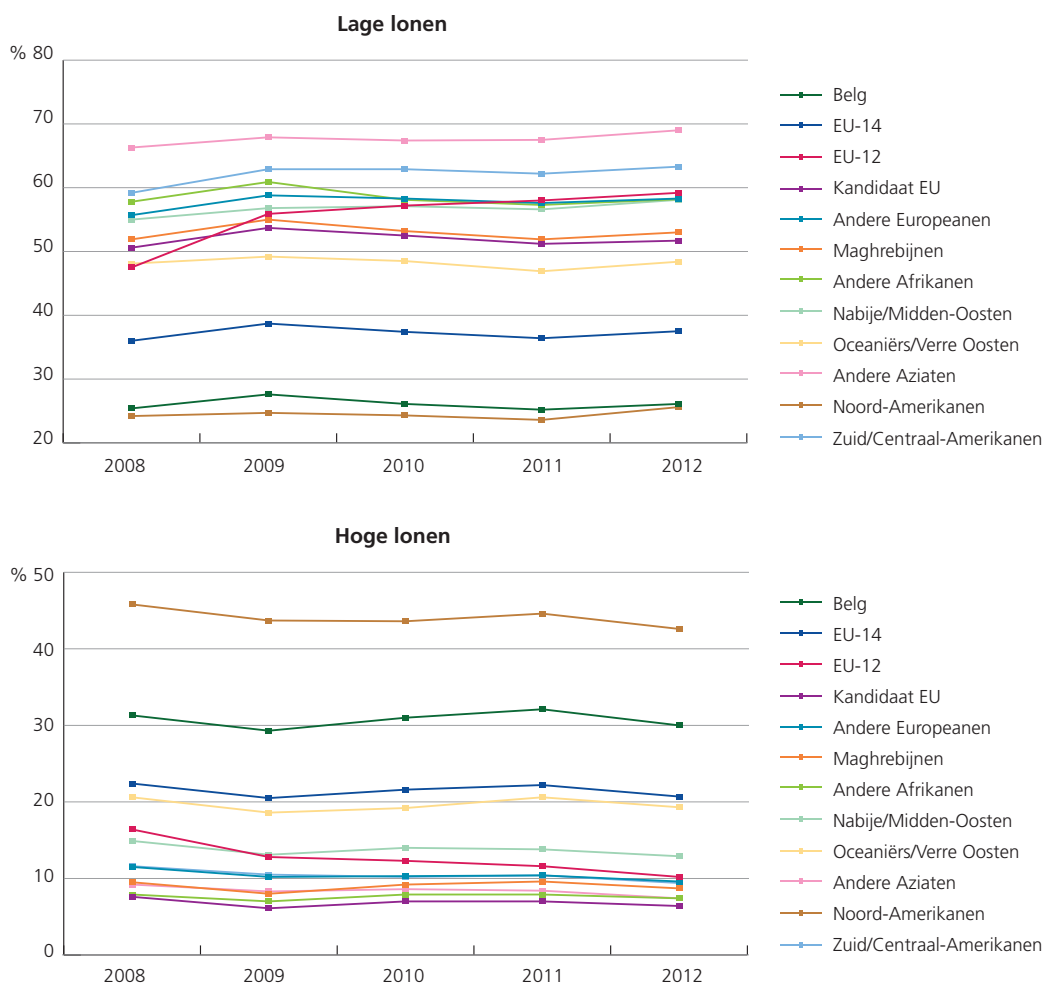 Lage lonen
% 80
70
60
50
40
30
20
2008 2009 2010 2011 2012
Belg
EU-14
EU-12
Kandidaat EU
Andere Europeanen
Maghrebijnen
Andere Afrikanen
Nabije/Midden-Oosten
Oceaniërs/Verre Oosten
Andere Aziaten
Noord-Amerikanen
Zuid/Centraal-Amerikanen
Hoge lonen
% 50
40
30
20
10
0
2008 2009 2010 2011 2012
Belg
EU-14
EU-12
Kandidaat EU
Andere Europeanen
Maghrebijnen
Andere Afrikanen
Nabije/Midden-Oosten
Oceaniërs/Verre Oosten
Andere Aziaten
Noord-Amerikanen
Zuid/Centraal-Amerikanen